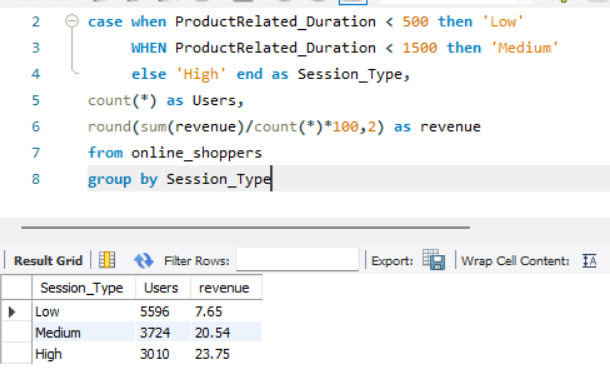 2 case when ProductRelated_Duration < 500 then 'Low'
3 WHEN ProductRelated_Duration < 1500 then 'Medium'
4 else 'High' end as Session_Type,
5 count(*) as Users,
6 round(sum(revenue)/count(*)*100,2) as revenue
7 from online_shoppers
8 group by Session_Type
Result Grid Filter Rows: Export: Wrap Cell Content: IA
Session_Type Users revenue
Low 5596 7.65
Medium 3724 20.54
High 3010 23.75